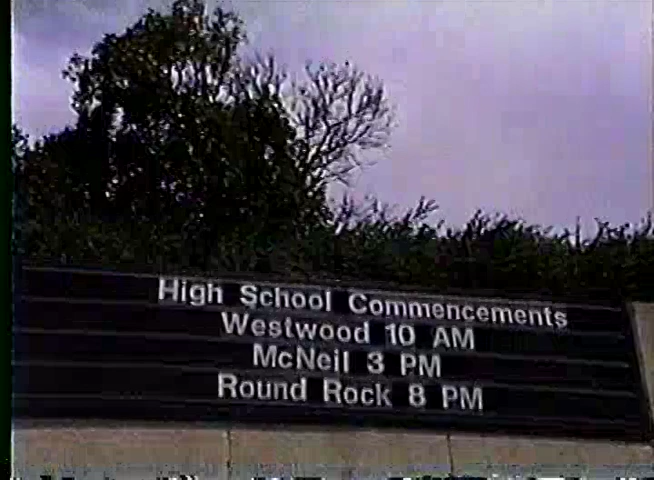 High School Commencements
Westwood 10 AM
McNeil 3 PM
Round Rock 8 PM